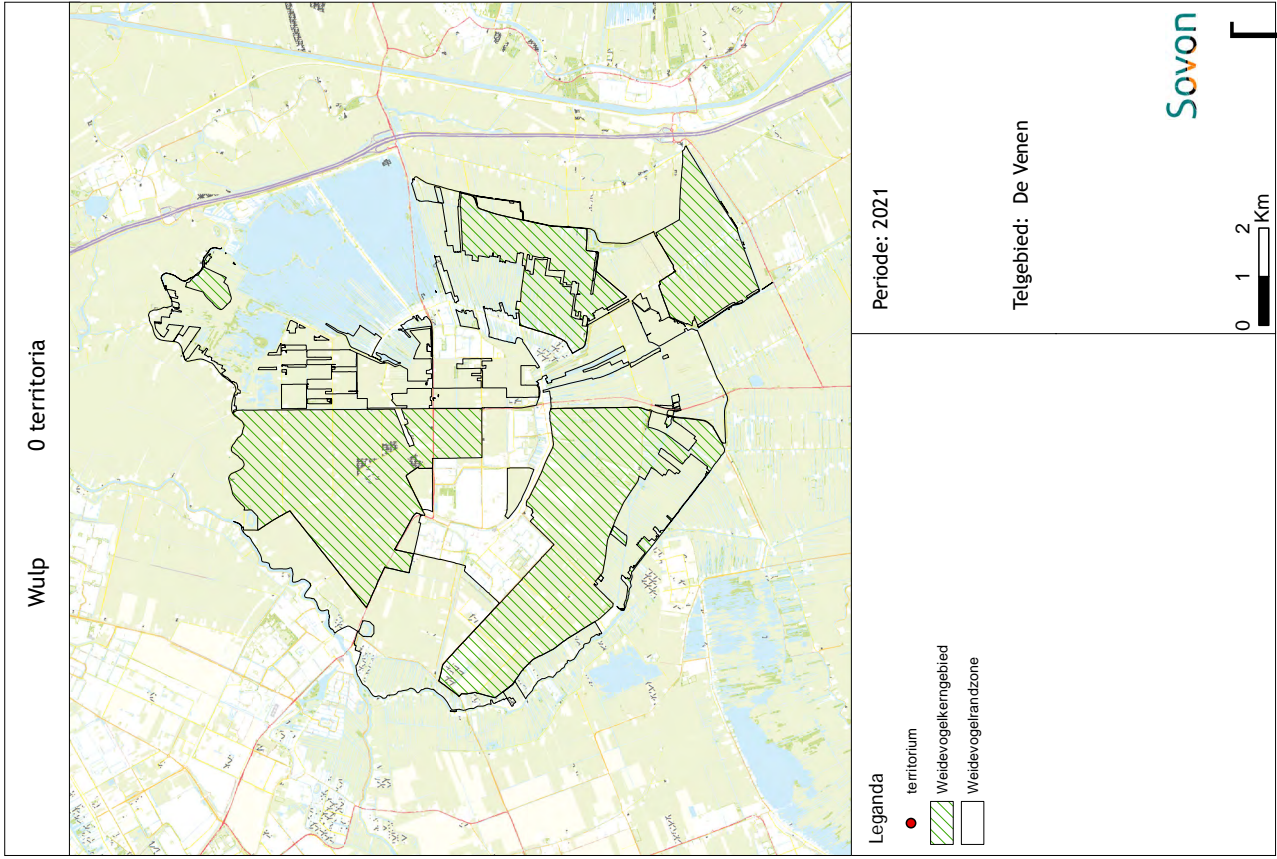 Wulp
0 territoria
Leganda
territorium
Weidevogelkerngebied
Weidevogelrandzone
Periode: 2021
Telgebied: De Venen
0 1 2
Km
Sovon